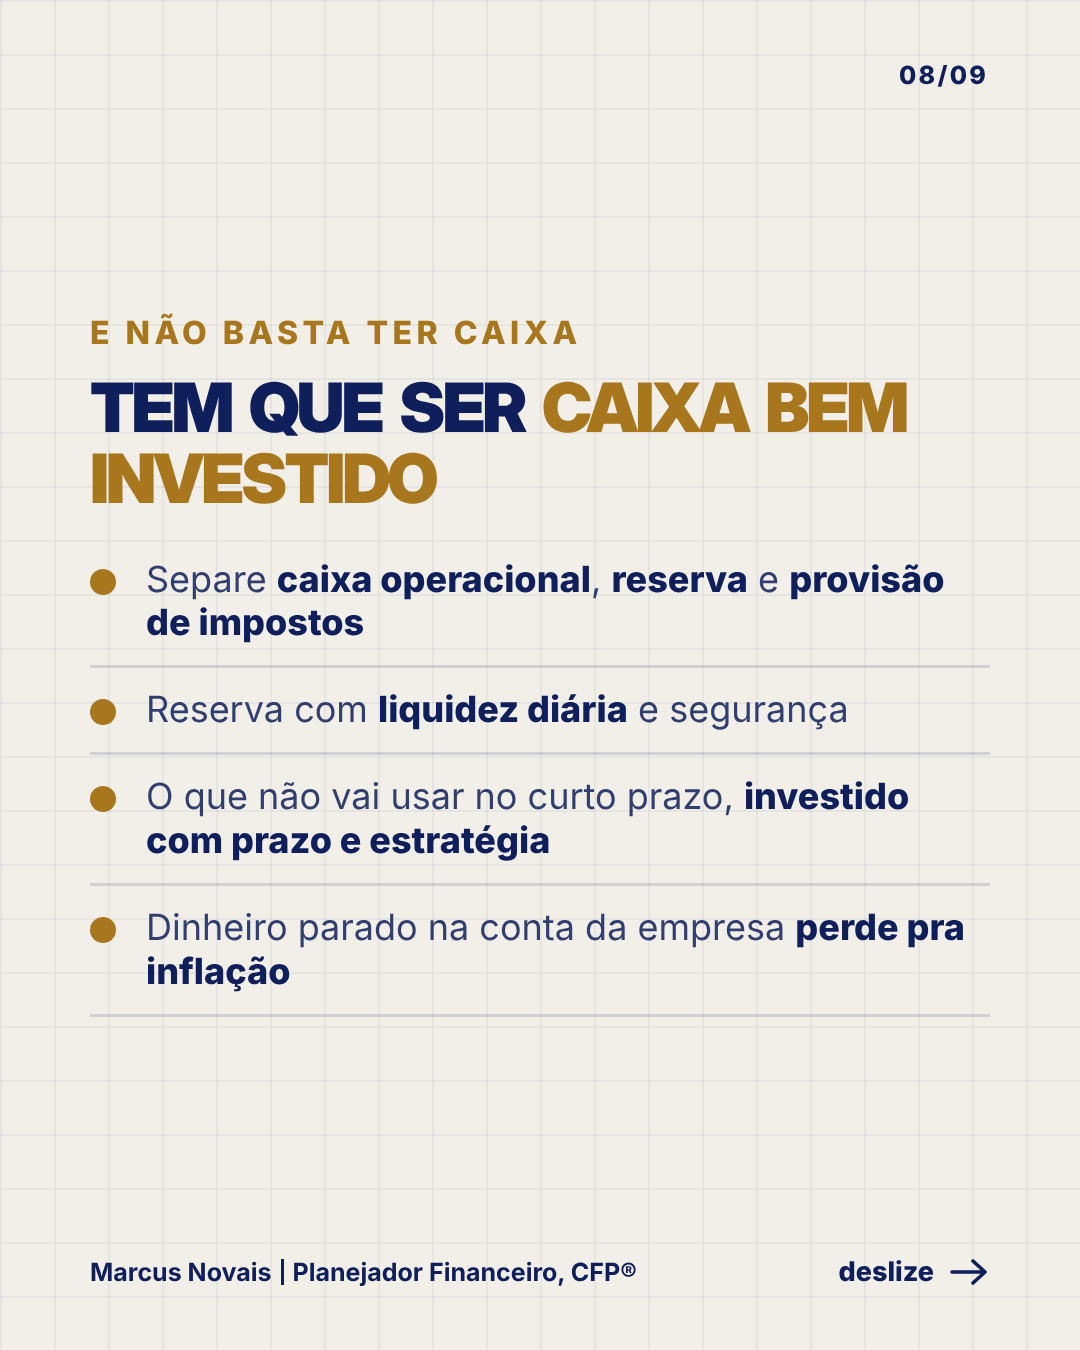 08/09
E NÃO BASTA TER CAIXA
TEM QUE SER CAIXA BEM
INVESTIDO
Separe caixa operacional, reserva e provisão
de impostos
Reserva com liquidez diária e segurança
O que não vai usar no curto prazo, investido
com prazo e estratégia
Dinheiro parado na conta da empresa perde pra
inflação
Marcus Novais | Planejador Financeiro, CFP®
deslize →